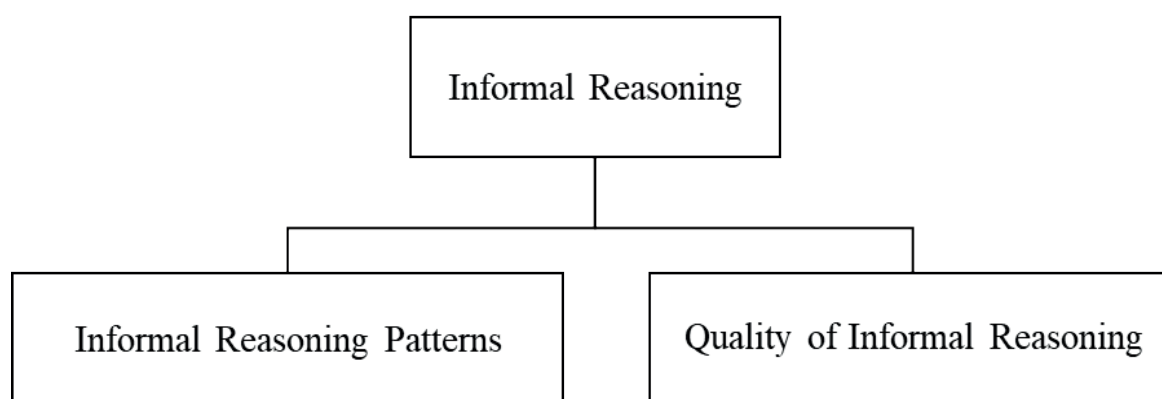 Informal Reasoning
Informal Reasoning Patterns
Quality of Informal Reasoning